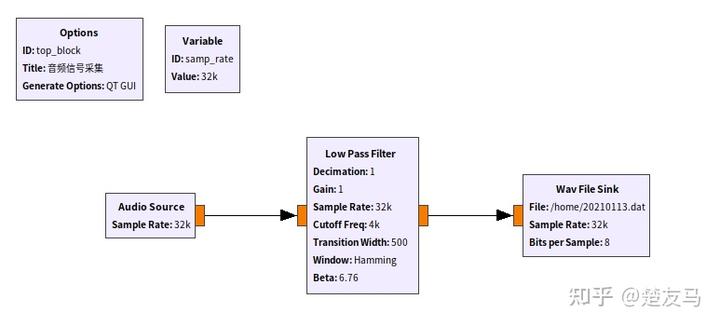 Options
ID: top_block
Title: 音频信号采集
Generate Options: QT GUI
Variable
ID: samp_rate
Value: 32k
Audio Source
Sample Rate: 32k
Low Pass Filter
Decimation: 1
Gain: 1
Sample Rate: 32k
Cutoff Freq: 4k
Transition Width: 500
Window: Hamming
Beta: 6.76
Wav File Sink
File: /home/20210113.dat
Sample Rate: 32k
Bits per Sample: 8
知乎 @楚友马